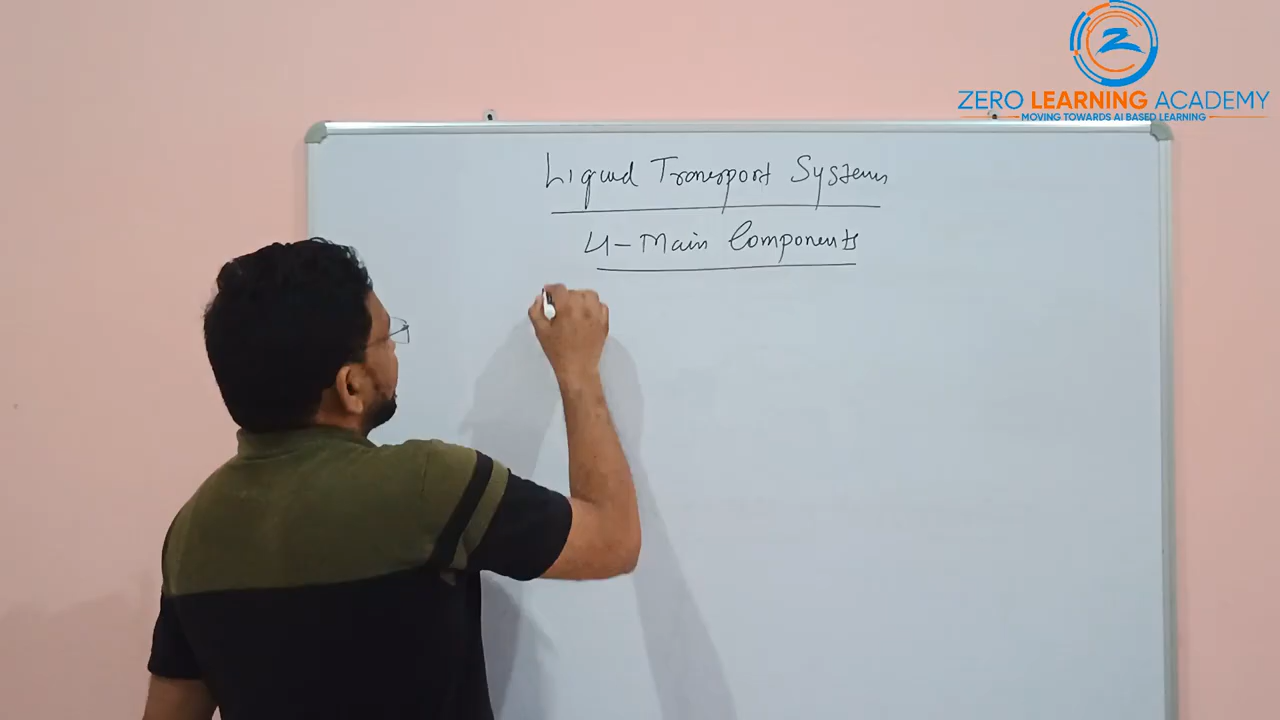 ZERO LEARNING ACADEMY
MOVING TOWARDS AI BASED LEARNING
Liquid Transport Systems
4-Main Components